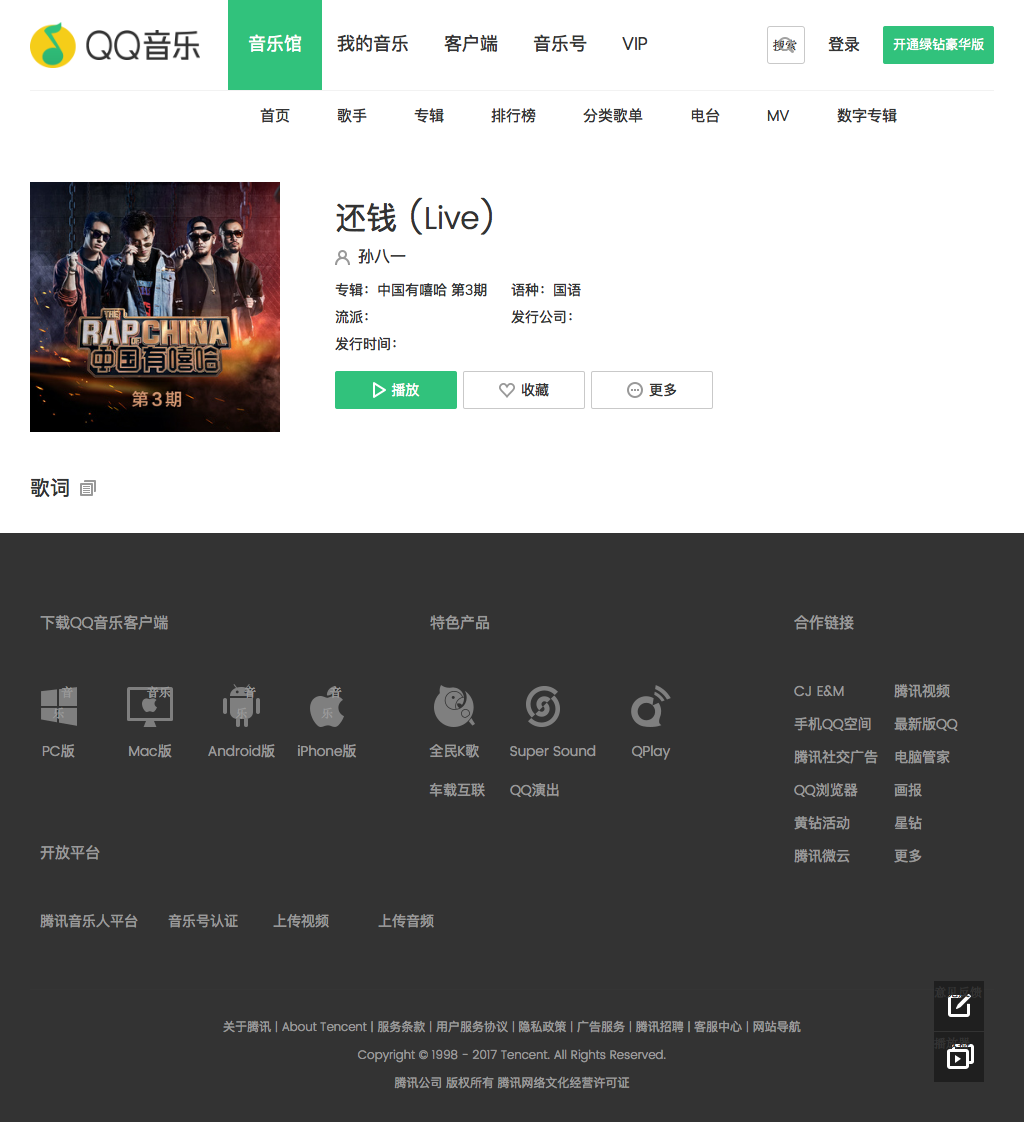 QQ音乐
音乐馆 我的音乐 客户端 音乐号 VIP
搜索 登录 开通绿钻豪华版
首页 歌手 专辑 排行榜 分类歌单 电台 MV 数字专辑
THE
RAP OF CHINA
中国有嘻哈
第3期
还钱 (Live)
孙八一
专辑：中国有嘻哈 第3期 语种：国语
流派： 发行公司：
发行时间：
播放 收藏 更多
歌词
下载QQ音乐客户端 特色产品 合作链接
音乐 音乐 音乐 音乐
PC版 Mac版 Android版 iPhone版
全民K歌 Super Sound QPlay
车载互联 QQ演出
CJ E&M 腾讯视频
手机QQ空间 最新版QQ
腾讯社交广告 电脑管家
QQ浏览器 画报
黄钻活动 星钻
腾讯微云 更多
开放平台
腾讯音乐人平台 音乐号认证 上传视频 上传音频
意见反馈
关于腾讯 | About Tencent | 服务条款 | 用户服务协议 | 隐私政策 | 广告服务 | 腾讯招聘 | 客服中心 | 网站导航
Copyright © 1998 - 2017 Tencent. All Rights Reserved.
腾讯公司 版权所有 腾讯网络文化经营许可证